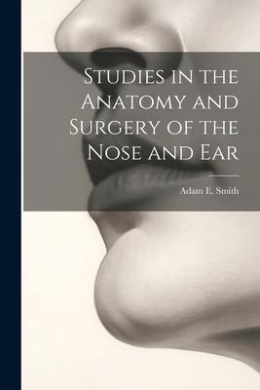 Studies in the
Anatomy and
Surgery of the
Nose and Ear
Adam E. Smith